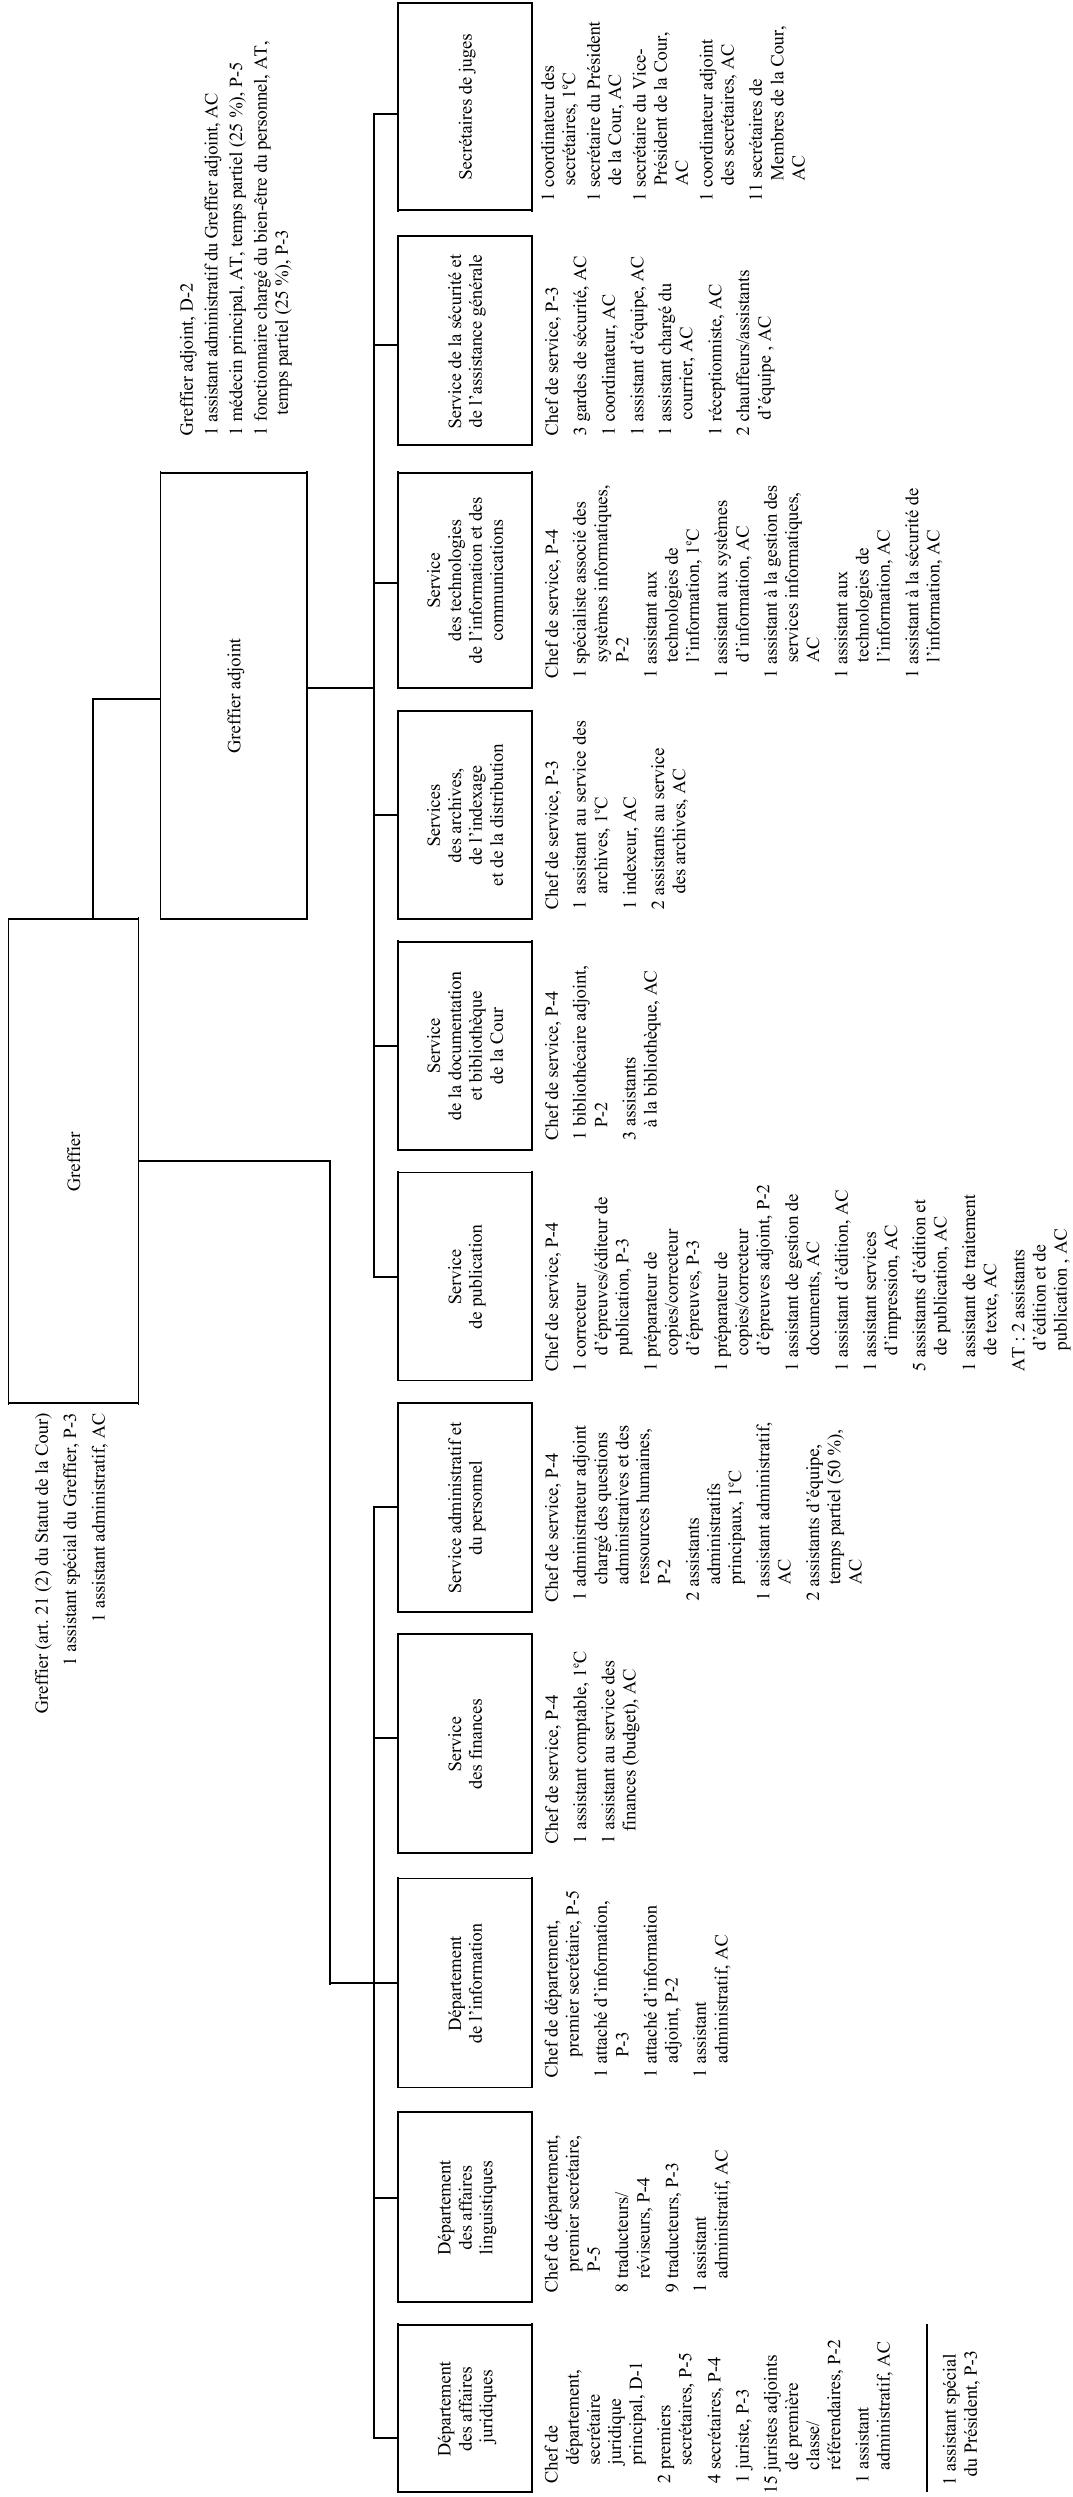 Greffier
Greffier (art. 21 (2) du Statut de la Cour)
1 assistant spécial du Greffier, P-3
1 assistant administratif, AC
Greffier adjoint
Greffier adjoint, D-2
1 assistant administratif du Greffier adjoint, AC
1 médecin principal, AT, temps partiel (25 %), P-5
1 fonctionnaire chargé du bien-être du personnel, AT,
temps partiel (25 %), P-3
Département
des affaires
juridiques
Chef de
département,
secrétaire
juridique
principal, D-1
2 premiers
secrétaires, P-5
4 secrétaires, P-4
1 juriste, P-3
15 juristes adjoints
de première
classe/
référendaires, P-2
1 assistant
administratif, AC
1 assistant spécial
du Président, P-3
Département
des affaires
linguistiques
Chef de département,
premier secrétaire,
P-5
8 traducteurs/
réviseurs, P-4
9 traducteurs, P-3
1 assistant
administratif, AC
Département
de l’information
Chef de département,
premier secrétaire, P-5
1 attaché d’information,
P-3
1 attaché d’information
adjoint, P-2
1 assistant
administratif, AC
Service
des finances
Chef de service, P-4
1 assistant comptable, 1eC
1 assistant au service des
finances (budget), AC
Service administratif et
du personnel
Chef de service, P-4
1 administrateur adjoint
chargé des questions
administratives et des
ressources humaines,
P-2
2 assistants
administratifs
principaux, 1eC
1 assistant administratif,
AC
2 assistants d’équipe,
temps partiel (50 %),
AC
Service
de publication
Chef de service, P-4
1 correcteur
d’épreuves/éditeur de
publication, P-3
1 préparateur de
copies/correcteur
d’épreuves, P-3
1 préparateur de
copies/correcteur
d’épreuves adjoint, P-2
1 assistant de gestion de
documents, AC
1 assistant d’édition, AC
1 assistant services
d’impression, AC
5 assistants d’édition et
de publication, AC
1 assistant de traitement
de texte, AC
AT : 2 assistants
d’édition et de
publication , AC
Service
de la documentation
et bibliothèque
de la Cour
Chef de service, P-4
1 bibliothécaire adjoint,
P-2
3 assistants
à la bibliothèque, AC
Services
des archives,
de l’indexage
et de la distribution
Chef de service, P-3
1 assistant au service des
archives, 1eC
1 indexeur, AC
2 assistants au service
des archives, AC
Service
des technologies
de l’information et des
communications
Chef de service, P-4
1 spécialiste associé des
systèmes informatiques,
P-2
1 assistant aux
technologies de
l’information, 1eC
1 assistant aux systèmes
d’information, AC
1 assistant à la gestion des
services informatiques,
AC
1 assistant aux
technologies de
l’information, AC
1 assistant à la sécurité de
l’information, AC
Service de la sécurité et
de l’assistance générale
Chef de service, P-3
3 gardes de sécurité, AC
1 coordinateur, AC
1 assistant d’équipe, AC
1 assistant chargé du
courrier, AC
1 réceptionniste, AC
2 chauffeurs/assistants
d’équipe , AC
Secrétaires de juges
1 coordinateur des
secrétaires, 1eC
1 secrétaire du Président
de la Cour, AC
1 secrétaire du Vice-
Président de la Cour,
AC
1 coordinateur adjoint
des secrétaires, AC
11 secrétaires de
Membres de la Cour,
AC